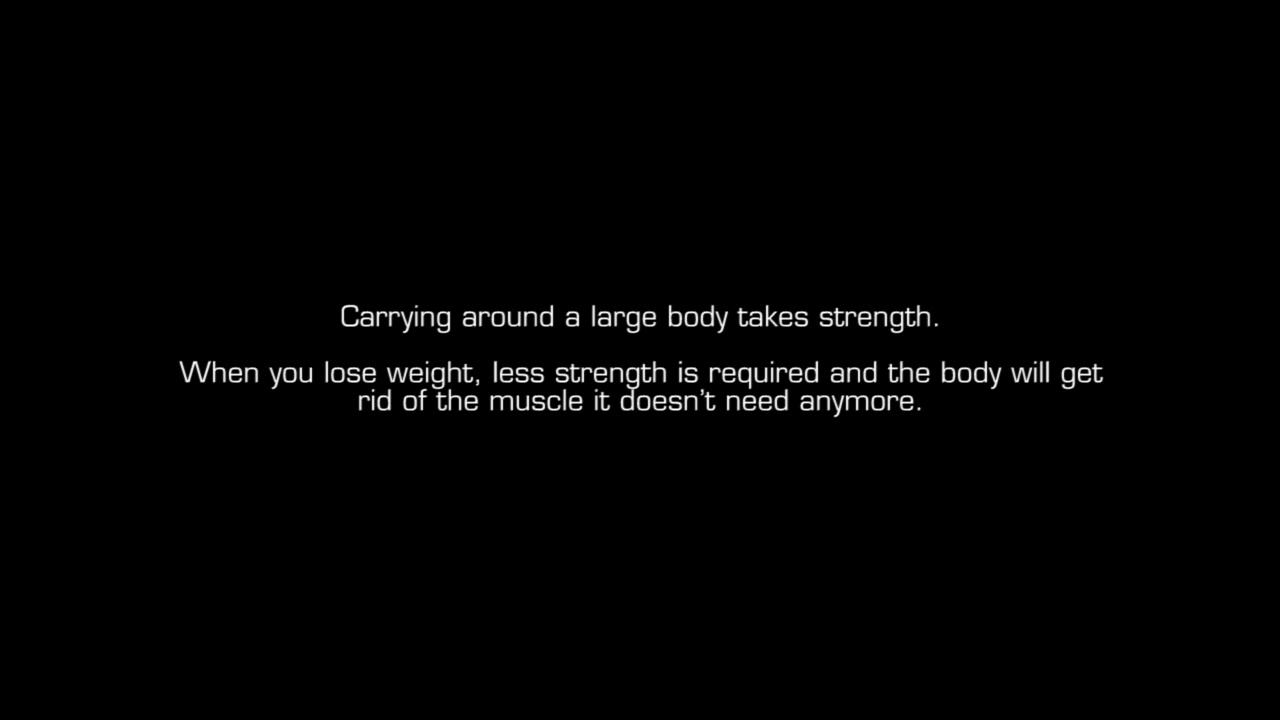 Carrying around a large body takes strength.
When you lose weight, less strength is required and the body will get
rid of the muscle it doesn't need anymore.